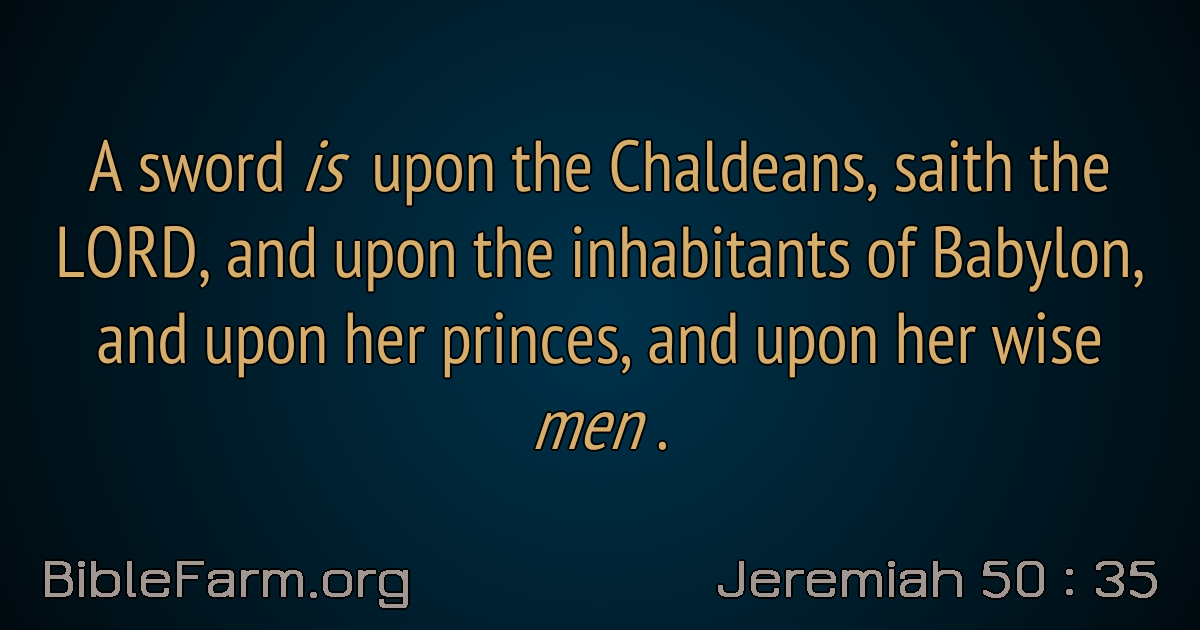 A sword is upon the Chaldeans, saith the
LORD, and upon the inhabitants of Babylon,
and upon her princes, and upon her wise
men .
BibleFarm.org
Jeremiah 50 : 35